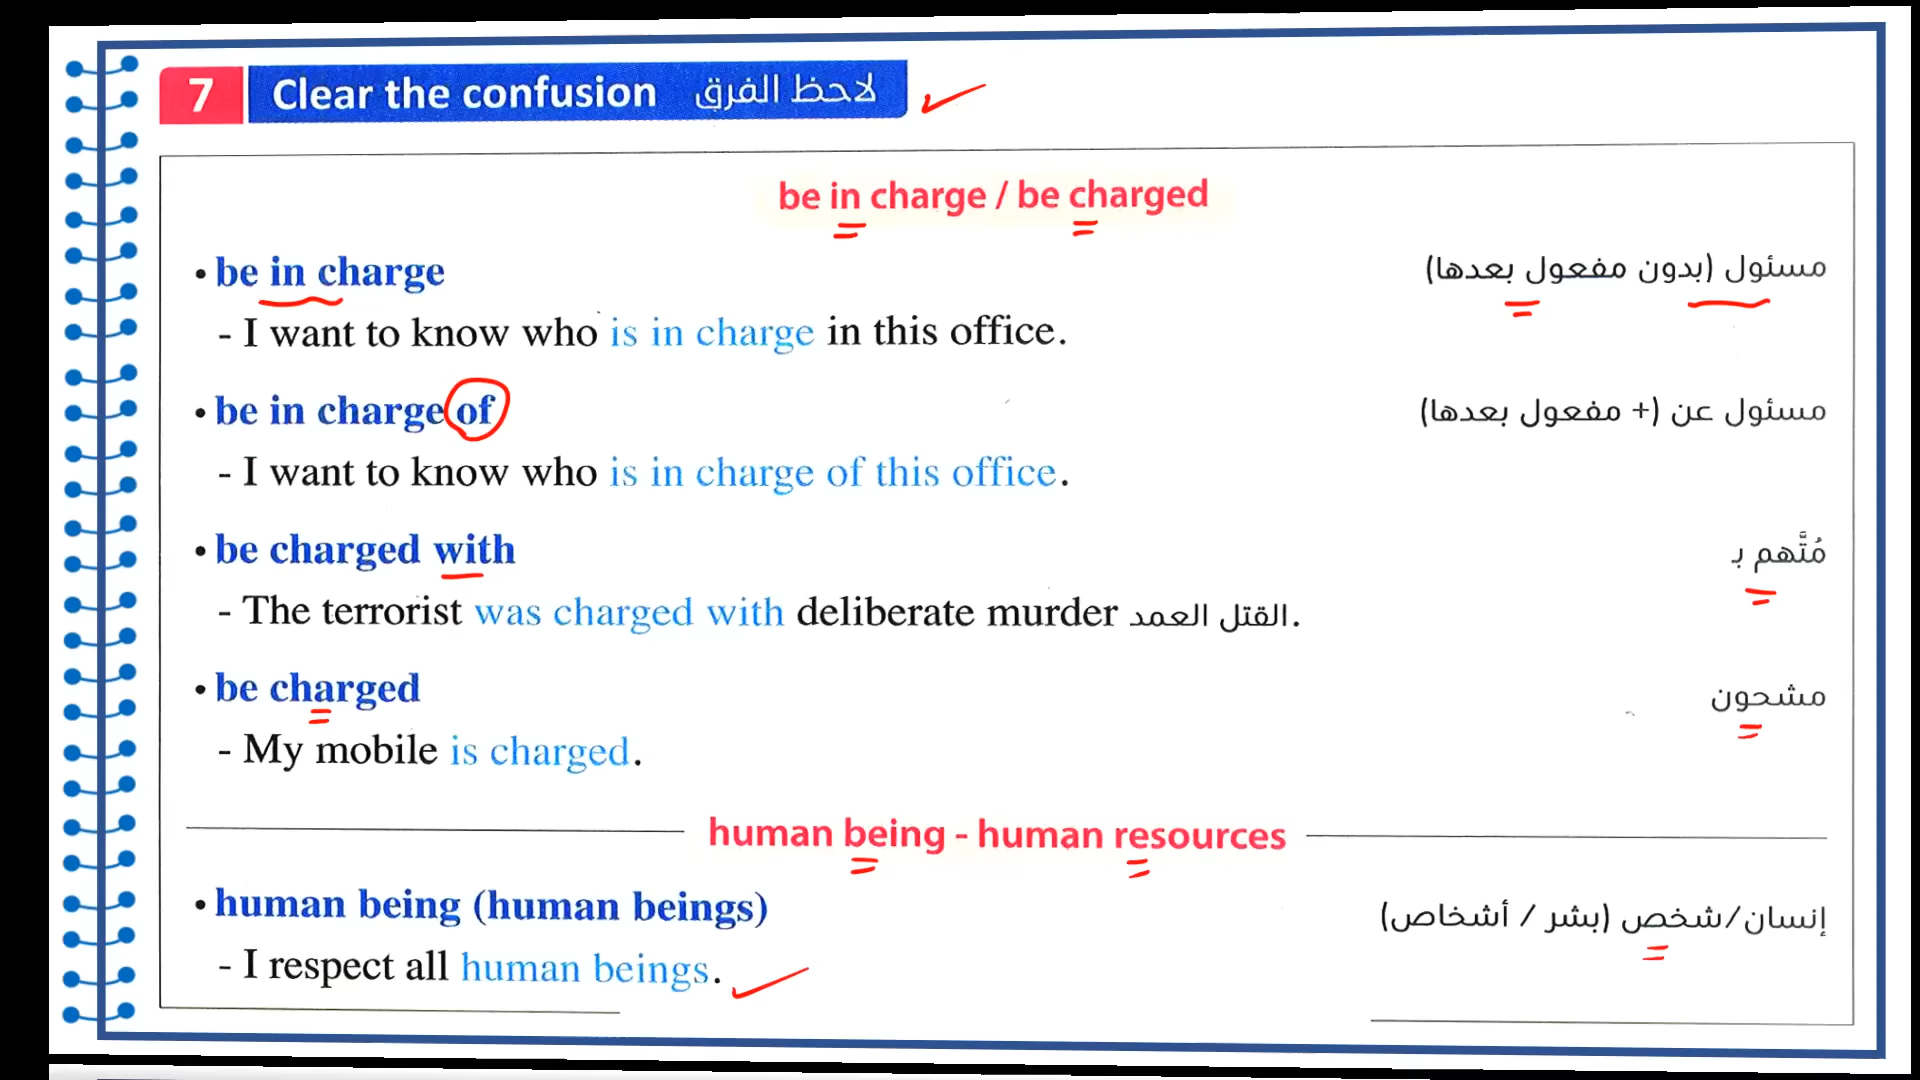 7 Clear the confusion لاحظ الفرق
be in charge / be charged
• be in charge مسئول (بدون مفعول بعدها)
- I want to know who is in charge in this office.
• be in charge of مسئول عن (+ مفعول بعدها)
- I want to know who is in charge of this office.
• be charged with مُتَّهم بـ
- The terrorist was charged with deliberate murder القتل العمد.
• be charged مشحون
- My mobile is charged.
human being - human resources
• human being (human beings) إنسان/شخص (بشر / أشخاص)
- I respect all human beings.